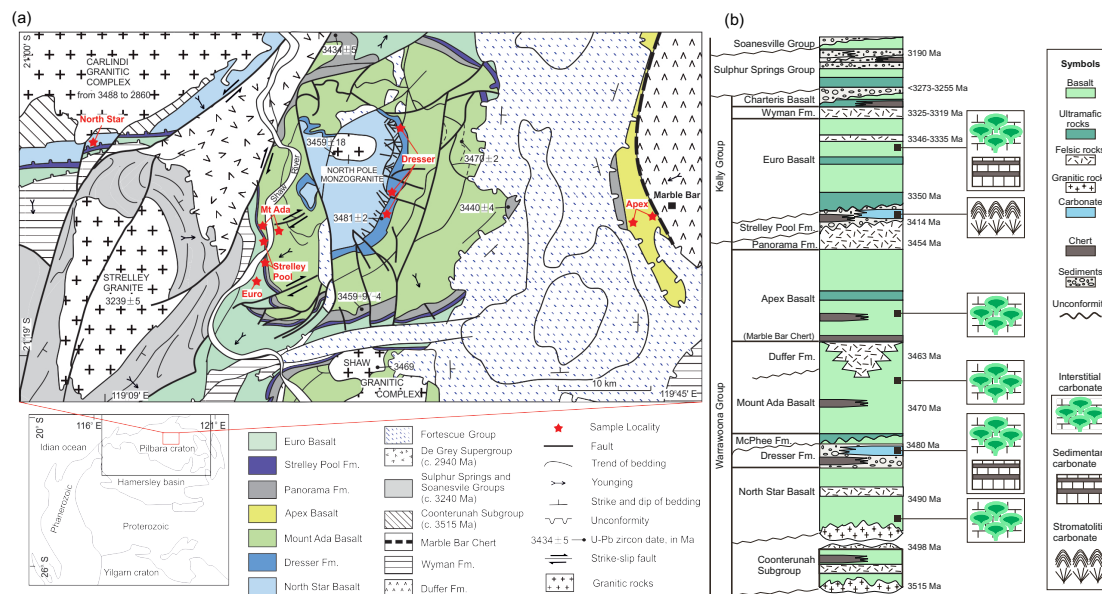 (a)
21°00' S
CARLINDI
GRANITIC
COMPLEX
from 3488 to 2860
North Star
3434±5
Shaw
River
3459±18
NORTH POLE
MONZOGRANITE
Dresser
3470±2
3440±4
3481±2
Mt Ada
Strelley
Pool
Euro
STRELLEY
GRANITE
3239±5
Apex
Marble Bar
21°19' S
119°09' E
SHAW
GRANITIC
COMPLEX
3469
10 km
119°45' E
20° S
116° E
121° E
Idian ocean
Pilbara craton
Hamersley basin
Phanerozoic
Proterozoic
Yilgarn craton
26° S
Euro Basalt
Strelley Pool Fm.
Panorama Fm.
Apex Basalt
Mount Ada Basalt
Dresser Fm.
North Star Basalt
Fortescue Group
De Grey Supergroup
(c. 2940 Ma)
Sulphur Springs and
Soanesville Groups
(c. 3240 Ma)
Coonterunah Subgroup
(c. 3515 Ma)
Marble Bar Chert
Wyman Fm.
Duffer Fm.
Sample Locality
Fault
Trend of bedding
Younging
Strike and dip of bedding
Unconformity
3434±5 U-Pb zircon date, in Ma
Strike-slip fault
Granitic rocks
(b)
Soanesville Group
3190 Ma
Sulphur Springs Group
<3273-3255 Ma
Charteris Basalt
Wyman Fm.
3325-3319 Ma
3346-3335 Ma
Kelly Group
Euro Basalt
3350 Ma
3414 Ma
Strelley Pool Fm.
Panorama Fm.
3454 Ma
Apex Basalt
(Marble Bar Chert)
Duffer Fm.
3463 Ma
Warrawoona Group
Mount Ada Basalt
3470 Ma
McPhee Fm.
3480 Ma
Dresser Fm.
North Star Basalt
3490 Ma
3498 Ma
Coonterunah
Subgroup
3515 Ma
Symbols
Basalt
Ultramafic
rocks
Felsic rocks
Granitic rock
Carbonate
Chert
Sediments
Unconformit
Interstitial
carbonate
Sedimentar
carbonate
Stromatoliti
carbonate